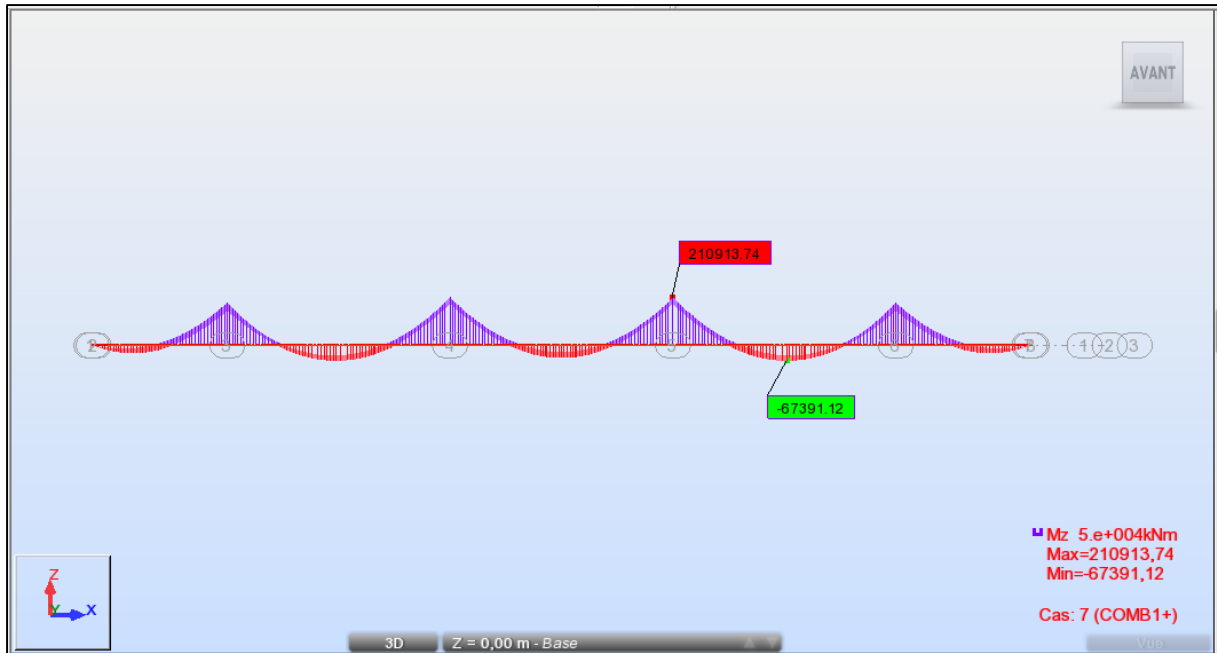 AVANT
210913.74
2
3
4
5
6
1
2
3
-67391.12
Mz 5.e+004kNm
Max=210913,74
Min=-67391,12
Cas: 7 (COMB1+)
Z
Y
X
3D
Z = 0,00 m - Base
Vue